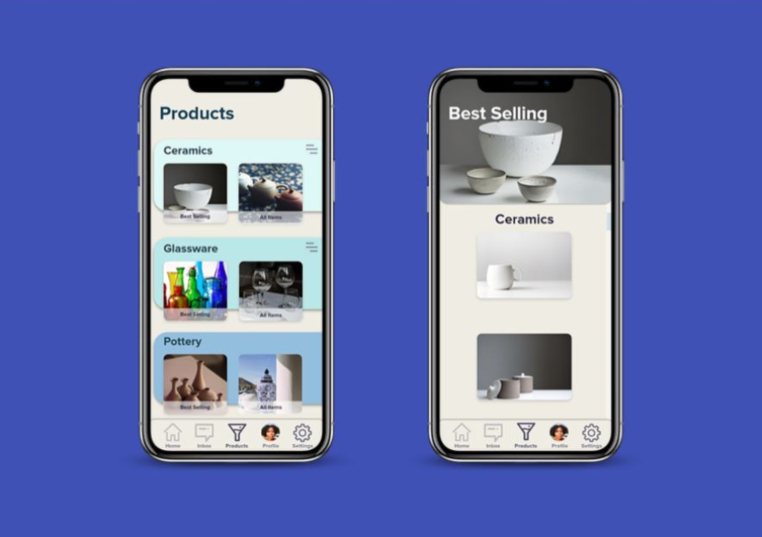 Products
Ceramics
Best Selling
All Items
Glassware
Best Selling
All Items
Pottery
Best Selling
All Items
Home Inbox Products Profile Settings
Best Selling
Ceramics
Home Inbox Products Profile Settings